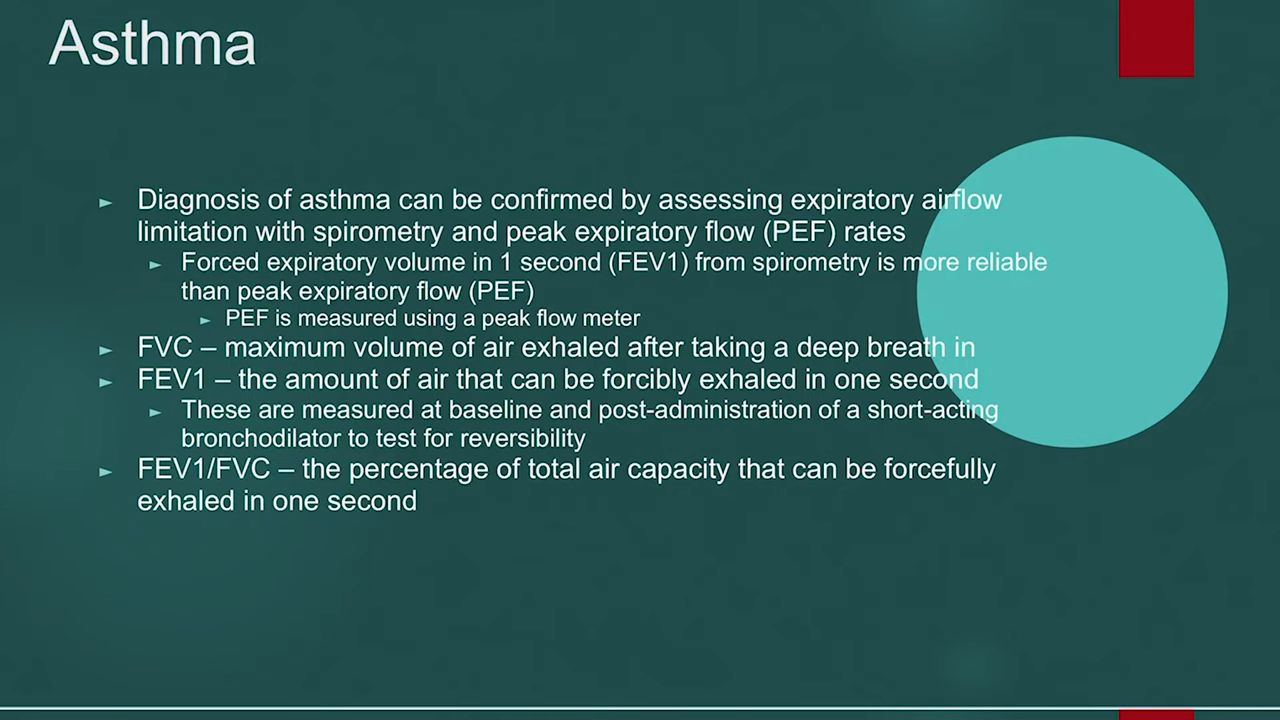 Asthma
► Diagnosis of asthma can be confirmed by assessing expiratory airflow
limitation with spirometry and peak expiratory flow (PEF) rates
► Forced expiratory volume in 1 second (FEV1) from spirometry is more reliable
than peak expiratory flow (PEF)
► PEF is measured using a peak flow meter
► FVC – maximum volume of air exhaled after taking a deep breath in
► FEV1 – the amount of air that can be forcibly exhaled in one second
► These are measured at baseline and post-administration of a short-acting
bronchodilator to test for reversibility
► FEV1/FVC – the percentage of total air capacity that can be forcefully
exhaled in one second